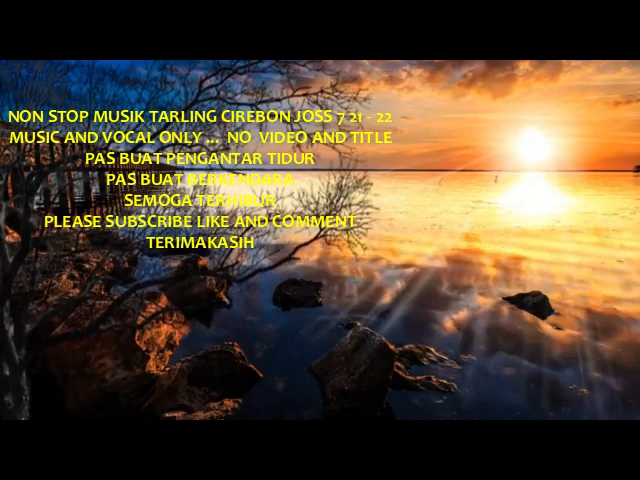 NON STOP MUSIK TARLING CIREBON JOSS 7 21 - 22
MUSIC AND VOCAL ONLY ... NO VIDEO AND TITLE
PAS BUAT PENGANTAR TIDUR
PAS BUAT BERKENDARA
SEMOGA TERHIBUR
PLEASE SUBSCRIBE LIKE AND COMMENT
TERIMAKASIH